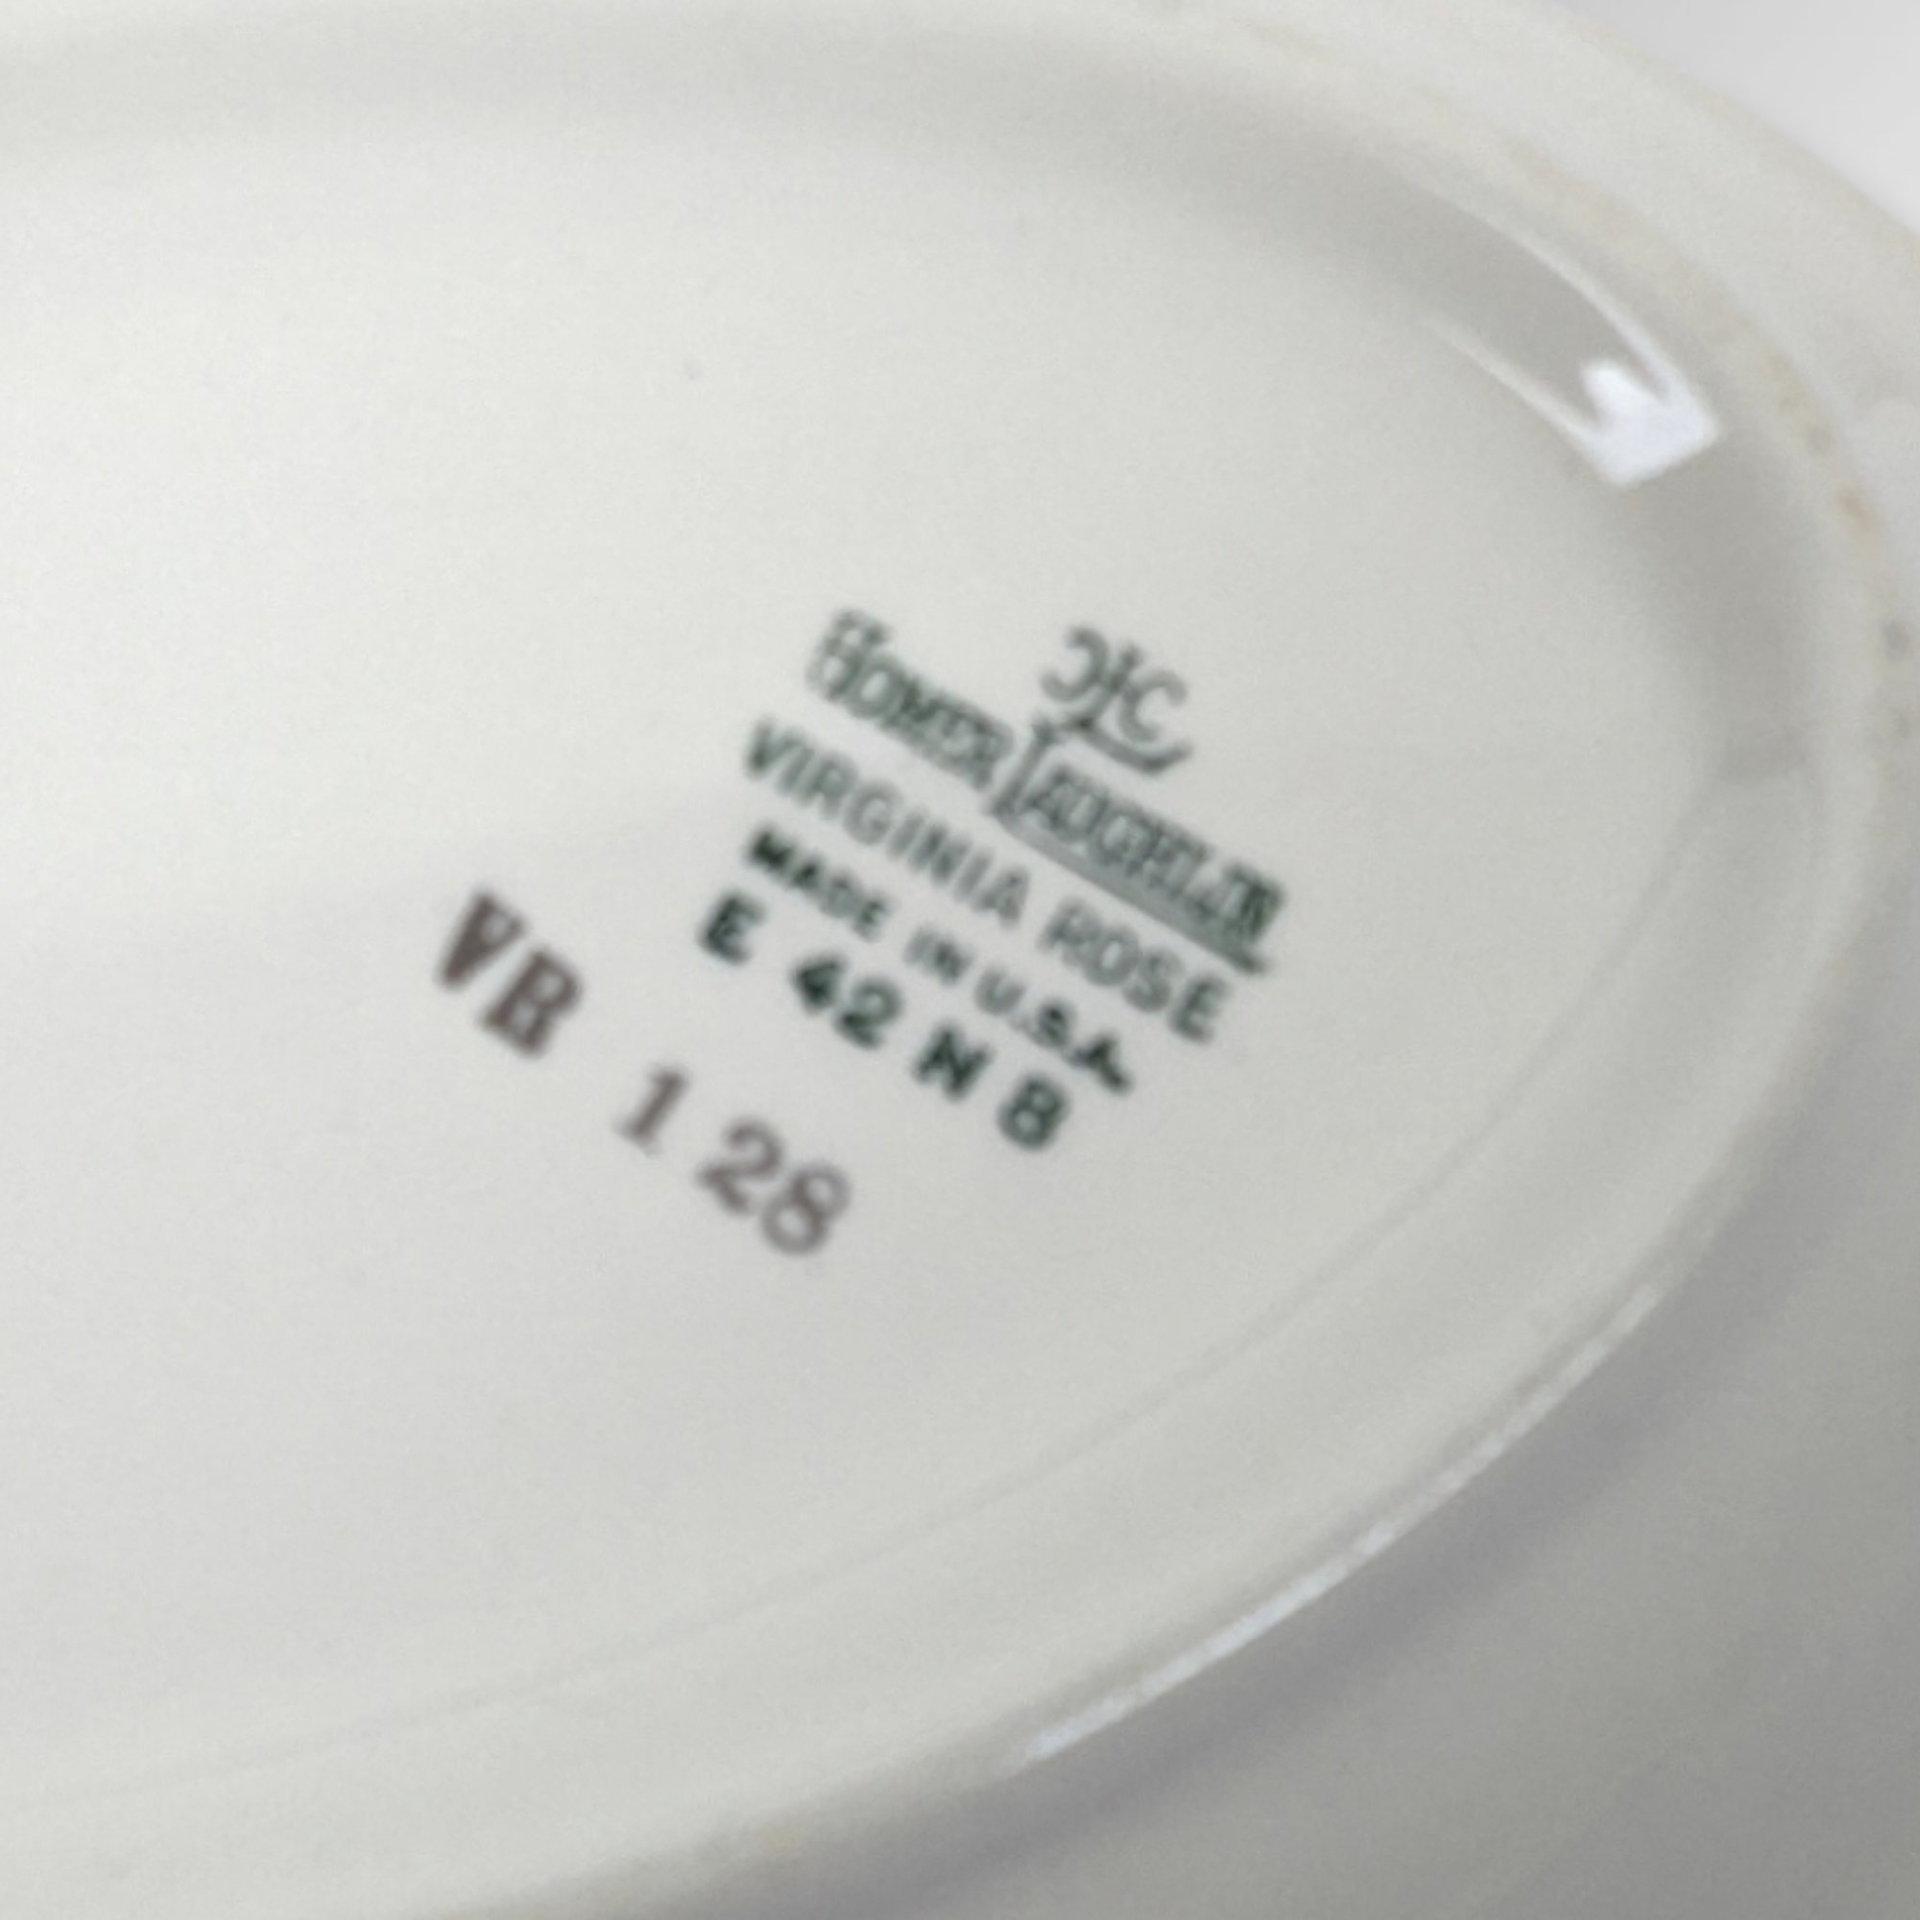 HLC
HOMER LAUGHLIN
VIRGINIA ROSE
MADE IN U.S.A.
E 42 N 8
VR 128